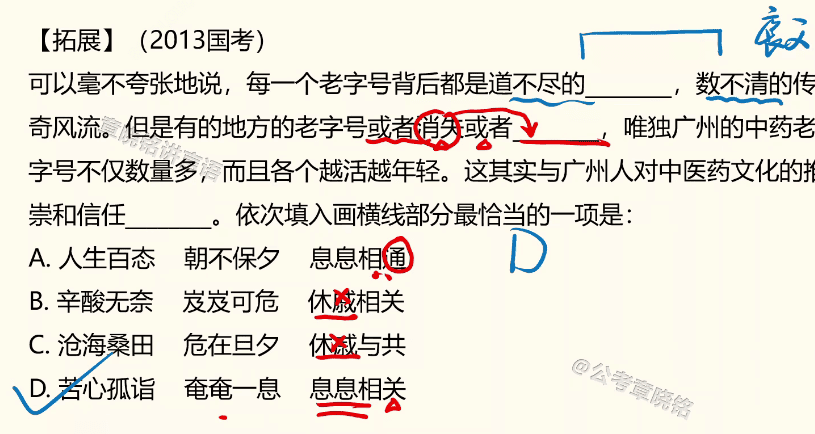 【拓展】（2013国考）
可以毫不夸张地说，每一个老字号背后都是道不尽的________，数不清的传
奇风流。但是有的地方的老字号或者消失或者________，唯独广州的中药老
字号不仅数量多，而且各个越活越年轻。这其实与广州人对中医药文化的推
崇和信任________。依次填入画横线部分最恰当的一项是：
D
A. 人生百态 朝不保夕 息息相通
B. 辛酸无奈 岌岌可危 休戚相关
C. 沧海桑田 危在旦夕 休戚与共
D. 苦心孤诣 奄奄一息 息息相关
@公考章晓铭